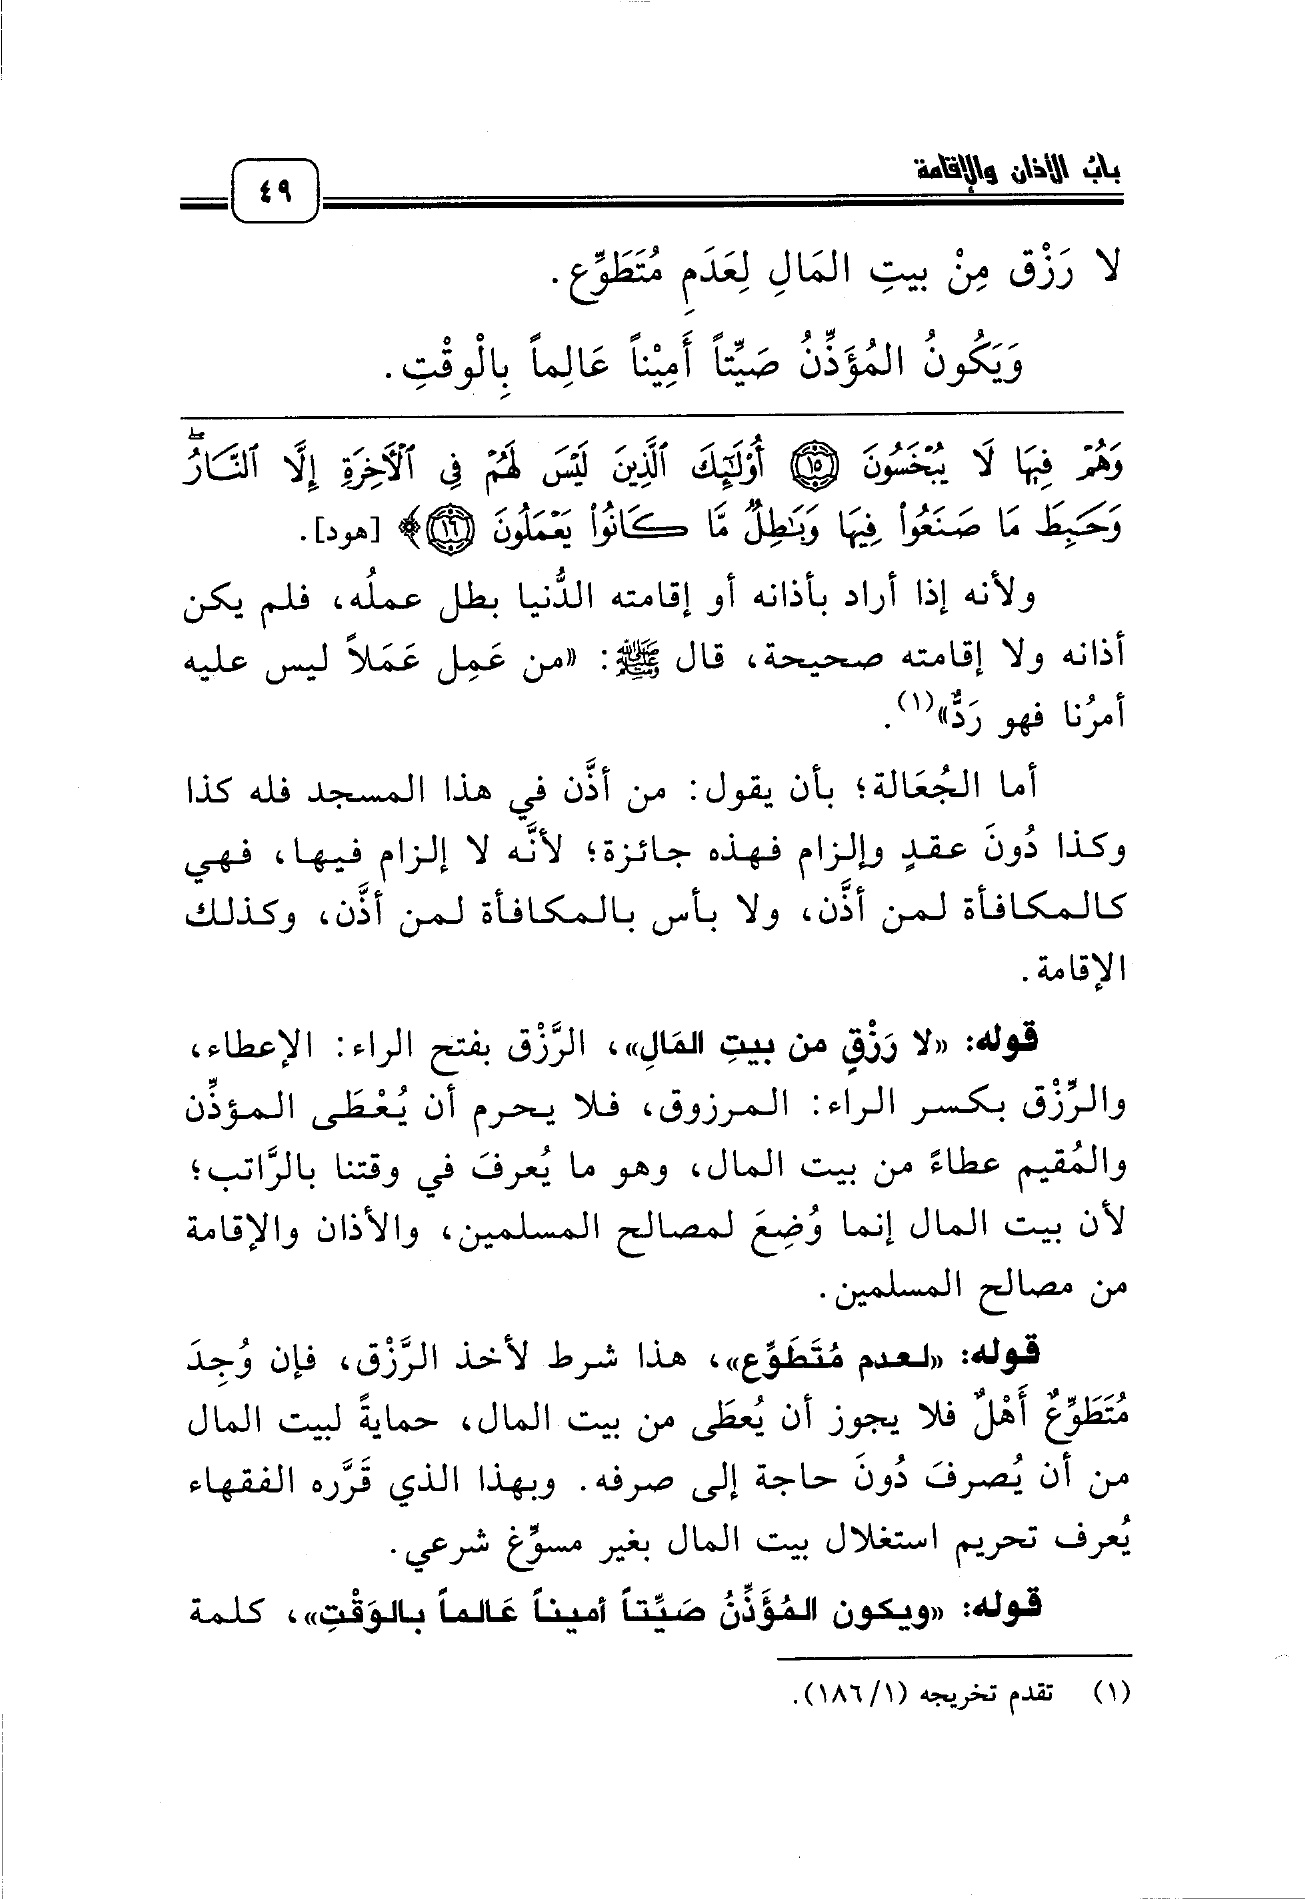 باب الأذان والإقامة
٤٩
لا رَزْق مِنْ بيتِ المَالِ لِعَدَمِ مُتَطَوِّعٍ.
وَيَكُونُ المُؤَذِّنُ صَيِّتاً أَمِيْناً عَالِماً بِالْوقْتِ.
وَهُمْ فِيهَا لَا يُبْخَسُونَ ١٥ أُوْلَٰٓئِكَ ٱلَّذِينَ لَيْسَ لَهُمْ فِى ٱلْأَخِرَةِ إِلَّا ٱلنَّارُۖ
وَحَبِطَ مَا صَنَعُوا۟ فِيهَا وَبَٰطِلٌ مَّا كَانُوا۟ يَعْمَلُونَ ١٦﴾ [هود].
ولأنه إذا أراد بأذانه أو إقامته الدُّنيا بطل عملُه، فلم يكن
أذانه ولا إقامته صحيحة، قال ﷺ: «من عَمِل عَمَلاً ليس عليه
أمرُنا فهو رَدٌّ»(١).
أما الجُعَالة؛ بأن يقول: من أذَّن في هذا المسجد فله كذا
وكذا دُونَ عقدٍ وإلزام فهذه جائزة؛ لأنَّه لا إلزام فيها، فهي
كالمكافأة لمن أذَّن، ولا بأس بالمكافأة لمن أذَّن، وكذلك
الإقامة.
قوله: «لا رَزْقٍ من بيتِ المَالِ»، الرَّزْق بفتح الراء: الإعطاء،
والرِّزْق بكسر الراء: المرزوق، فلا يحرم أن يُعْطَى المؤذِّن
والمُقيم عطاءً من بيت المال، وهو ما يُعرفَ في وقتنا بالرَّاتب؛
لأن بيت المال إنما وُضِعَ لمصالح المسلمين، والأذان والإقامة
من مصالح المسلمين.
قوله: «لعدم مُتَطَوِّع»، هذا شرط لأخذ الرَّزْق، فإن وُجِدَ
مُتَطَوِّعٌ أَهْلٌ فلا يجوز أن يُعطَى من بيت المال، حمايةً لبيت المال
من أن يُصرفَ دُونَ حاجة إلى صرفه. وبهذا الذي قَرَّره الفقهاء
يُعرف تحريم استغلال بيت المال بغير مسوِّغ شرعي.
قوله: «ويكون المُؤَذِّنُ صَيِّتاً أميناً عَالماً بالوَقْتِ»، كلمة
(١) تقدم تخريجه (١/١٨٦).